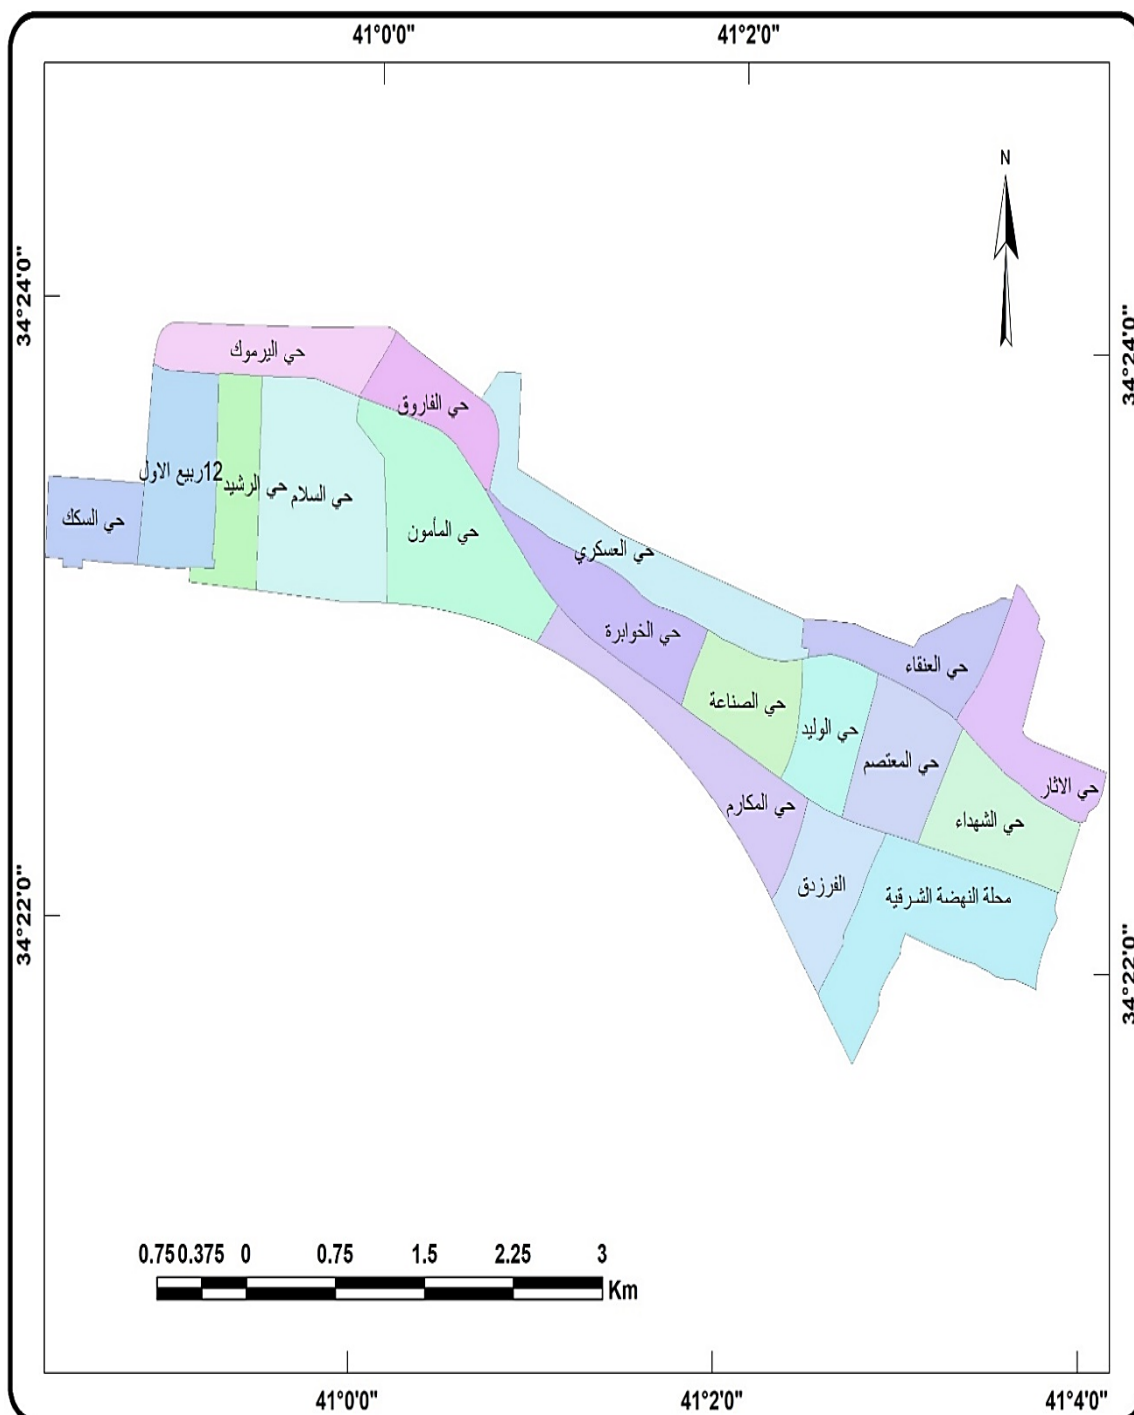 41°0'0" 41°2'0"
N
34°24'0"
34°24'0"
حي اليرموك
حي الفاروق
12ربيع الاول
حي الرشيد
حي السلام
حي السكك
حي المأمون
حي العسكري
حي الخوابرة
حي العنقاء
حي الصناعة
حي الوليد
حي المعتصم
حي الاثار
حي المكارم
حي الشهداء
الفرزدق
محلة النهضة الشرقية
34°22'0"
34°22'0"
0.75 0.375 0 0.75 1.5 2.25 3
Km
41°0'0" 41°2'0" 41°4'0"